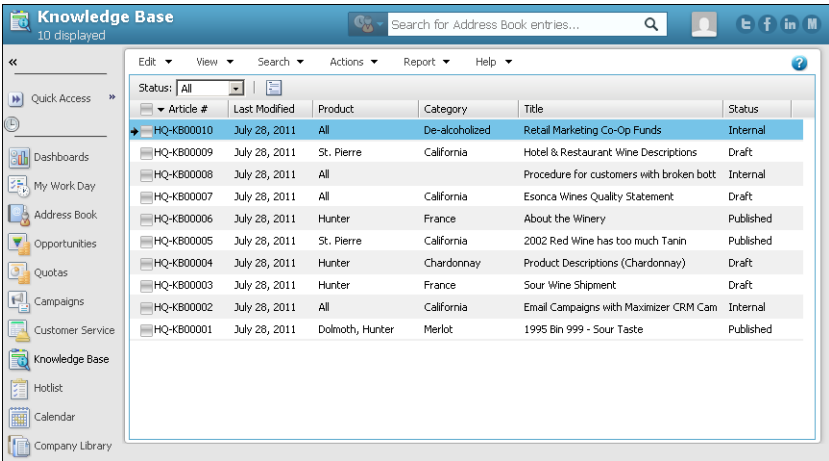 Knowledge Base
10 displayed
Search for Address Book entries...
f in M
«
Quick Access »
Dashboards
My Work Day
Address Book
Opportunities
Quotas
Campaigns
Customer Service
Knowledge Base
Hotlist
Calendar
Company Library
Edit View Search Actions Report Help ?
Status: All
Article # Last Modified Product Category Title Status
HQ-KB00010 July 28, 2011 All De-alcoholized Retail Marketing Co-Op Funds Internal
HQ-KB00009 July 28, 2011 St. Pierre California Hotel & Restaurant Wine Descriptions Draft
HQ-KB00008 July 28, 2011 All Procedure for customers with broken bott Internal
HQ-KB00007 July 28, 2011 All California Esonca Wines Quality Statement Draft
HQ-KB00006 July 28, 2011 Hunter France About the Winery Published
HQ-KB00005 July 28, 2011 St. Pierre California 2002 Red Wine has too much Tanin Published
HQ-KB00004 July 28, 2011 Hunter Chardonnay Product Descriptions (Chardonnay) Draft
HQ-KB00003 July 28, 2011 Hunter France Sour Wine Shipment Draft
HQ-KB00002 July 28, 2011 All California Email Campaigns with Maximizer CRM Cam Internal
HQ-KB00001 July 28, 2011 Dolmoth, Hunter Merlot 1995 Bin 999 - Sour Taste Published